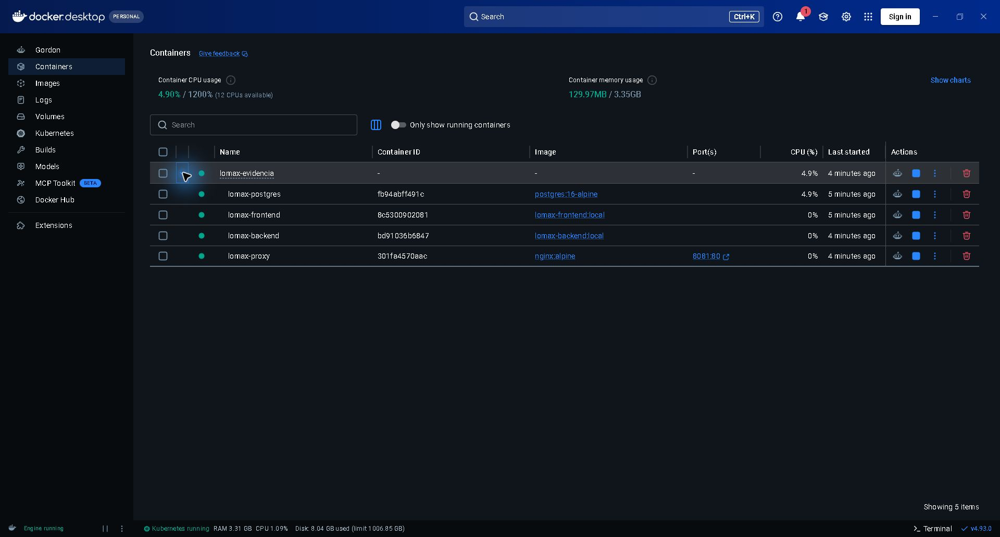 docker.desktop PERSONAL
Search Ctrl+K
1
Sign in
Gordon
Containers
Images
Logs
Volumes
Kubernetes
Builds
Models
MCP Toolkit BETA
Docker Hub
Extensions
Containers Give feedback
Container CPU usage
4.90% / 1200% (12 CPUs available)
Container memory usage
129.97MB / 3.35GB
Show charts
Search
Only show running containers
Name Container ID Image Port(s) CPU (%) Last started Actions
lomax-evidencia - - - 4.9% 4 minutes ago
lomax-postgres fb94abff491c postgres:16-alpine 4.9% 5 minutes ago
lomax-frontend 8c5300902081 lomax-frontend:local 0% 5 minutes ago
lomax-backend bd91036b6847 lomax-backend:local 0% 4 minutes ago
lomax-proxy 301fa4570aac nginx:alpine 8081:80 0% 4 minutes ago
Showing 5 items
Engine running
Kubernetes running RAM 3.31 GB CPU 1.09% Disk: 8.04 GB used (limit 1006.85 GB)
Terminal v4.93.0